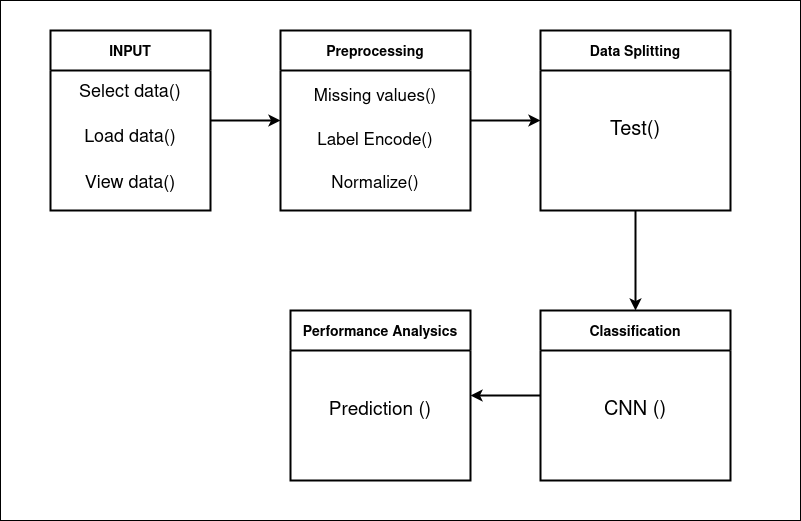 INPUT
Select data()
Load data()
View data()
Preprocessing
Missing values()
Label Encode()
Normalize()
Data Splitting
Test()
Performance Analysics
Prediction ()
Classification
CNN ()